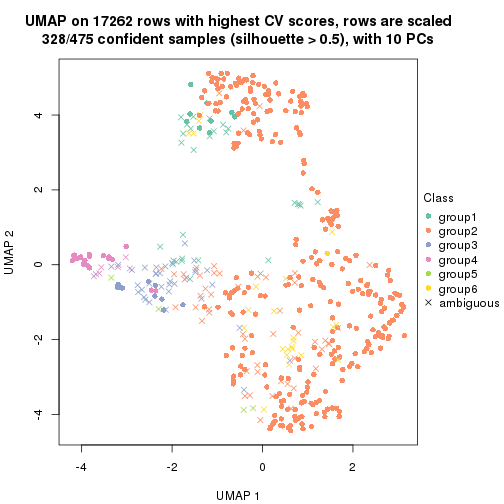 UMAP on 17262 rows with highest CV scores, rows are scaled
328/475 confident samples (silhouette > 0.5), with 10 PCs
4
2
0
-2
-4
UMAP 2
-4
-2
0
2
UMAP 1
Class
group1
group2
group3
group4
group5
group6
ambiguous